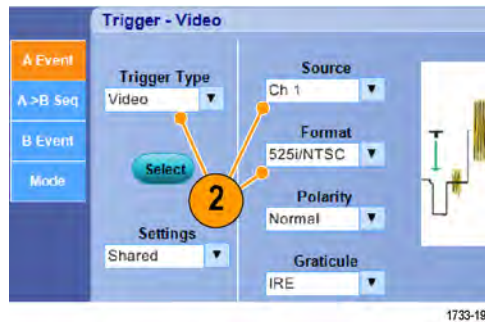 Trigger - Video
A Event
A->B Seq
B Event
Mode
Trigger Type
Video
Select
Settings
Shared
2
Source
Ch 1
Format
525i/NTSC
Polarity
Normal
Graticule
IRE
T
1733-19